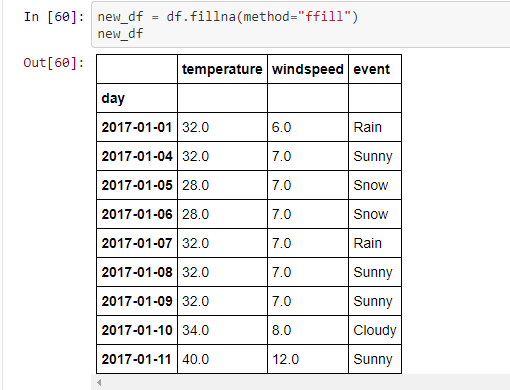 In [60]: new_df = df.fillna(method="ffill")
new_df
Out[60]:
temperature windspeed event
day
2017-01-01 32.0 6.0 Rain
2017-01-04 32.0 7.0 Sunny
2017-01-05 28.0 7.0 Snow
2017-01-06 28.0 7.0 Snow
2017-01-07 32.0 7.0 Rain
2017-01-08 32.0 7.0 Sunny
2017-01-09 32.0 7.0 Sunny
2017-01-10 34.0 8.0 Cloudy
2017-01-11 40.0 12.0 Sunny